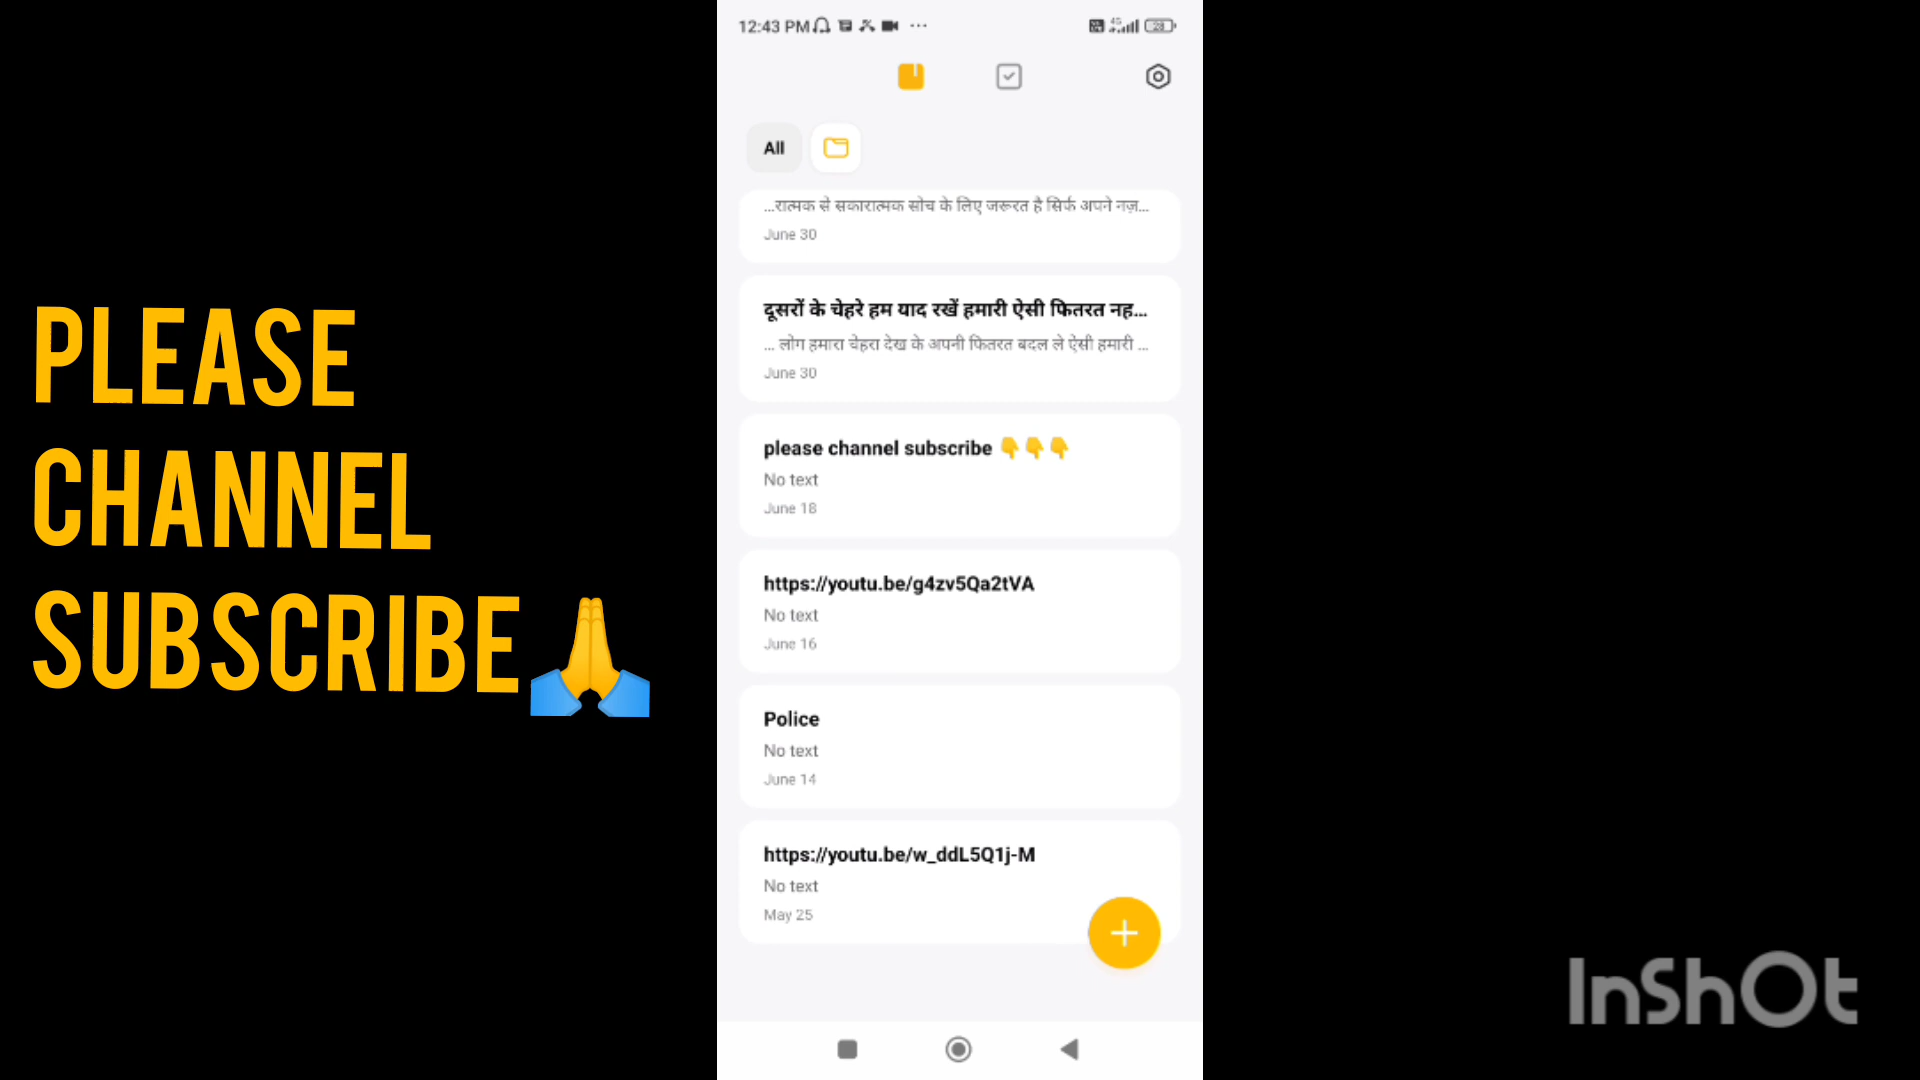 PLEASE
CHANNEL
SUBSCRIBE🙏
12:43 PM
4G
28
All
...रात्मक से सकारात्मक सोच के लिए जरूरत है सिर्फ अपने नज़...
June 30
दूसरों के चेहरे हम याद रखें हमारी ऐसी फितरत नह...
... लोग हमारा चेहरा देख के अपनी फितरत बदल ले ऐसी हमारी ...
June 30
please channel subscribe 👇👇👇
No text
June 18
https://youtu.be/g4zv5Qa2tVA
No text
June 16
Police
No text
June 14
https://youtu.be/w_ddL5Q1j-M
No text
May 25
InShOt